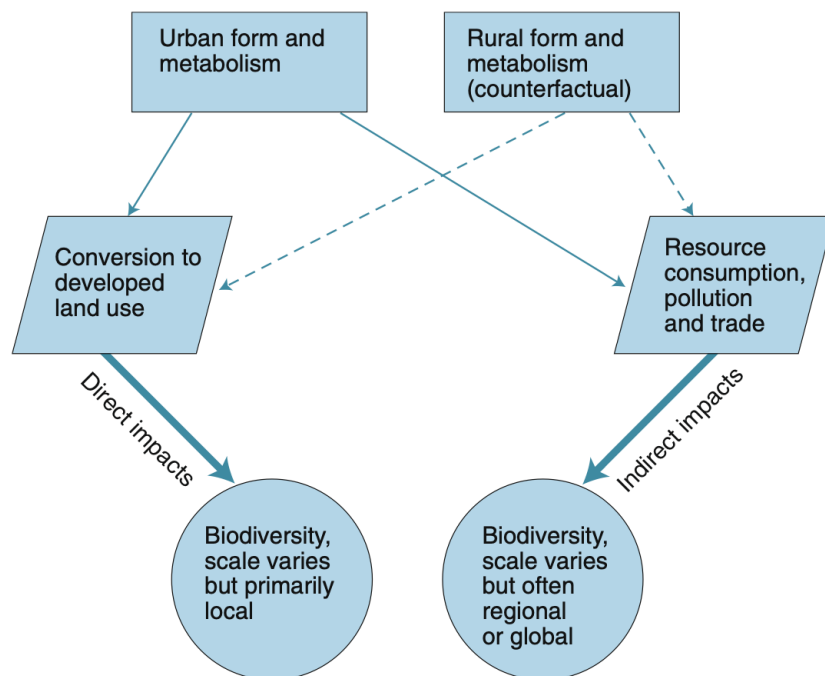 Urban form and
metabolism
Rural form and
metabolism
(counterfactual)
Conversion to
developed
land use
Resource
consumption,
pollution
and trade
Direct impacts
Indirect impacts
Biodiversity,
scale varies
but primarily
local
Biodiversity,
scale varies
but often
regional
or global